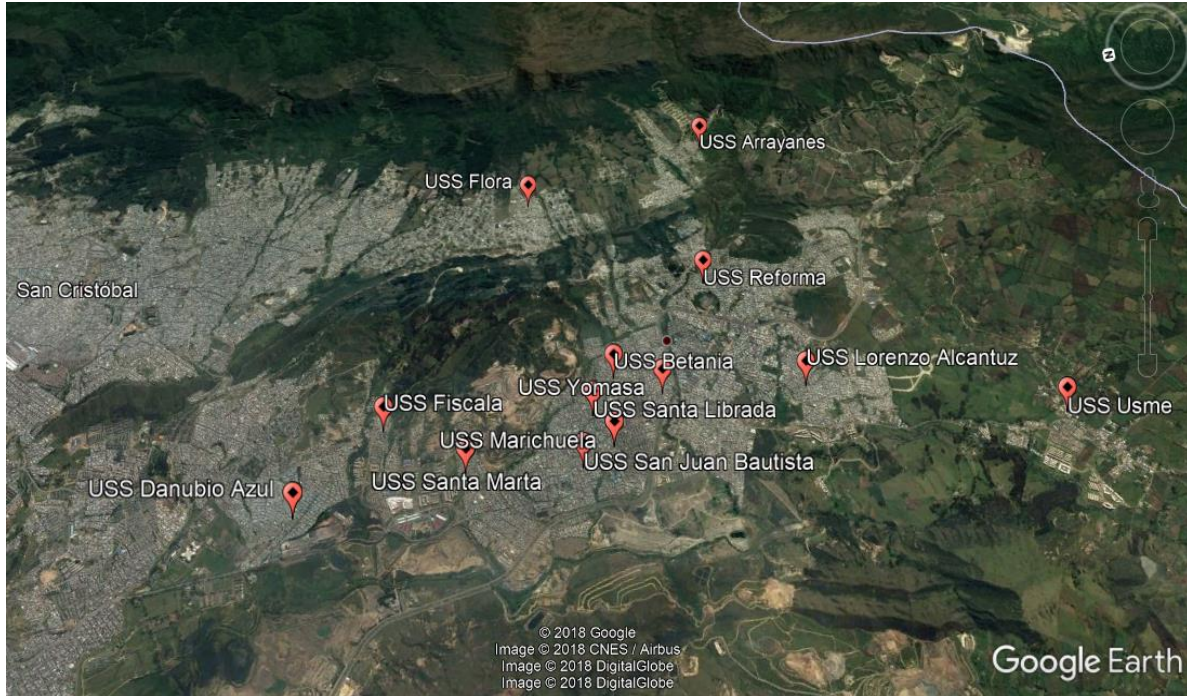 N
USS Arrayanes
USS Flora
USS Reforma
San Cristóbal
USS Betania
USS Lorenzo Alcantuz
USS Yomasa
USS Fiscala
USS Santa Librada
USS Usme
USS Marichuela
USS San Juan Bautista
USS Santa Marta
USS Danubio Azul
© 2018 Google
Image © 2018 CNES / Airbus
Image © 2018 DigitalGlobe
Image © 2018 DigitalGlobe
Google Earth